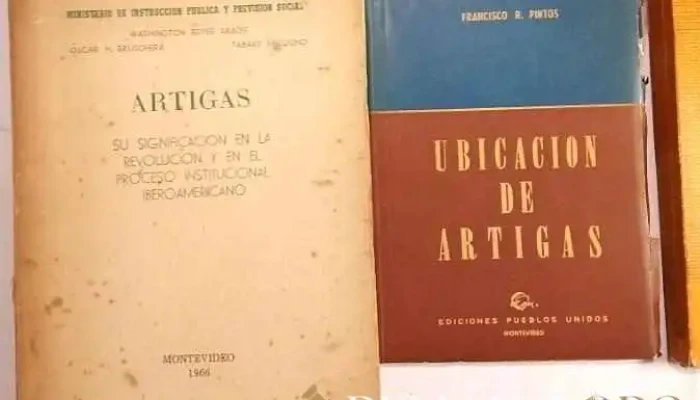 MINISTERIO DE INSTRUCCION PUBLICA Y PREVISION SOCIAL
WASHINGTON REYES ABADIE
OSCAR H. BRUSCHERA TABARE MELOGNO
ARTIGAS
SU SIGNIFICACION EN LA
REVOLUCION Y EN EL
PROCESO INSTITUCIONAL
IBEROAMERICANO
MONTEVIDEO
1966
FRANCISCO R. PINTOS
UBICACION
DE
ARTIGAS
EDICIONES PUEBLOS UNIDOS
MONTEVIDEO